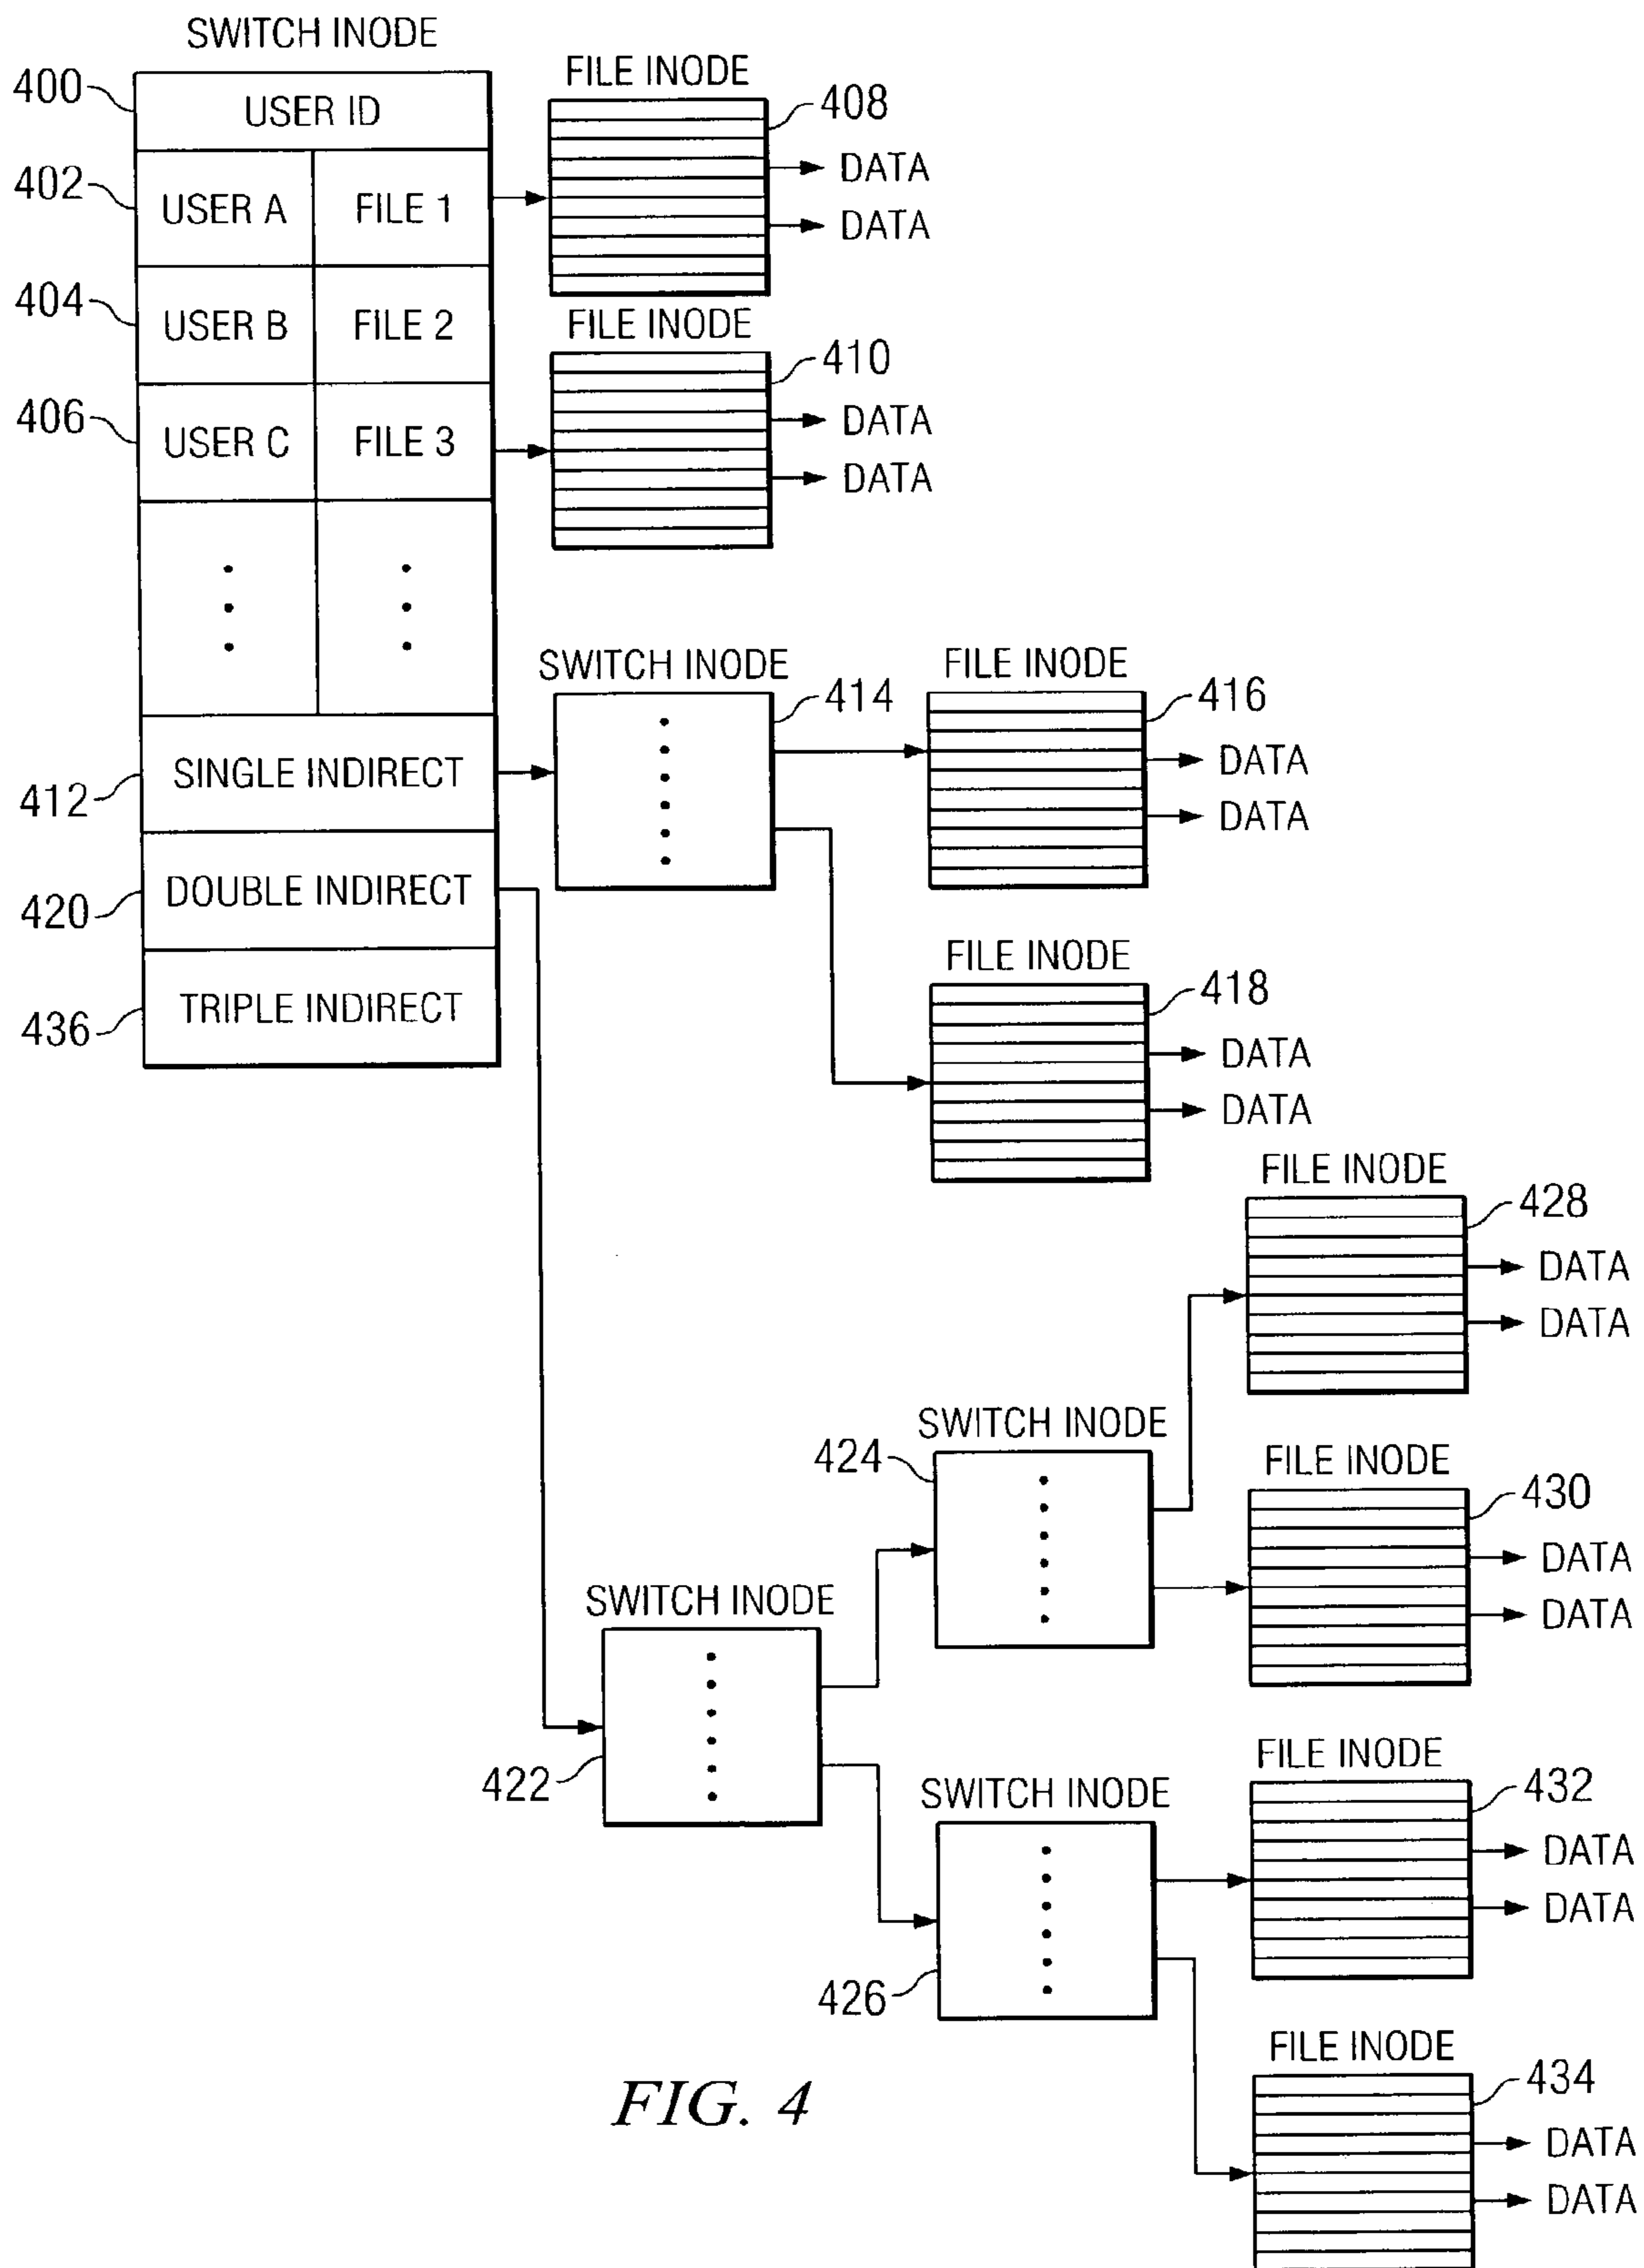 SWITCH INODE
400
USER ID
402
USER A
FILE 1
404
USER B
FILE 2
406
USER C
FILE 3
412
SINGLE INDIRECT
420
DOUBLE INDIRECT
436
TRIPLE INDIRECT
FILE INODE
408
DATA
DATA
FILE INODE
410
DATA
DATA
SWITCH INODE
414
FILE INODE
416
DATA
DATA
FILE INODE
418
DATA
DATA
FILE INODE
428
DATA
DATA
SWITCH INODE
424
FILE INODE
430
DATA
DATA
SWITCH INODE
422
SWITCH INODE
426
FILE INODE
432
DATA
DATA
FILE INODE
434
DATA
DATA
FIG. 4